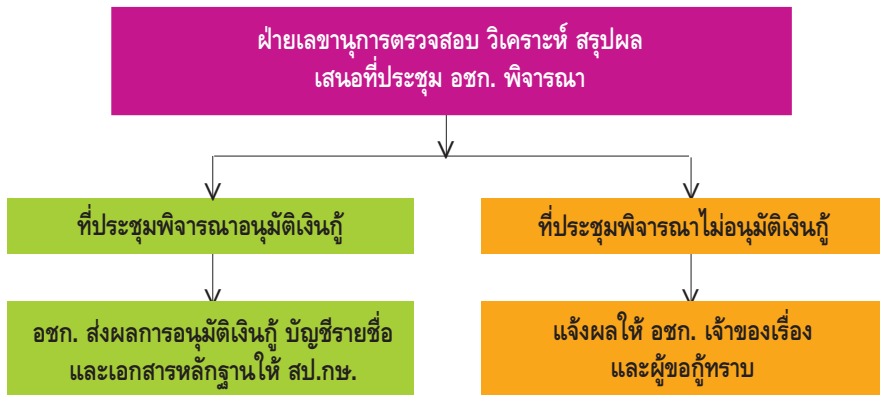 ฝ่ายเลขานุการตรวจสอบ วิเคราะห์ สรุปผล
เสนอที่ประชุม อชก. พิจารณา
ที่ประชุมพิจารณาอนุมัติเงินกู้
ที่ประชุมพิจารณาไม่อนุมัติเงินกู้
อชก. ส่งผลการอนุมัติเงินกู้ บัญชีรายชื่อ
และเอกสารหลักฐานให้ สป.กษ.
แจ้งผลให้ อชก. เจ้าของเรื่อง
และผู้ขอกู้ทราบ